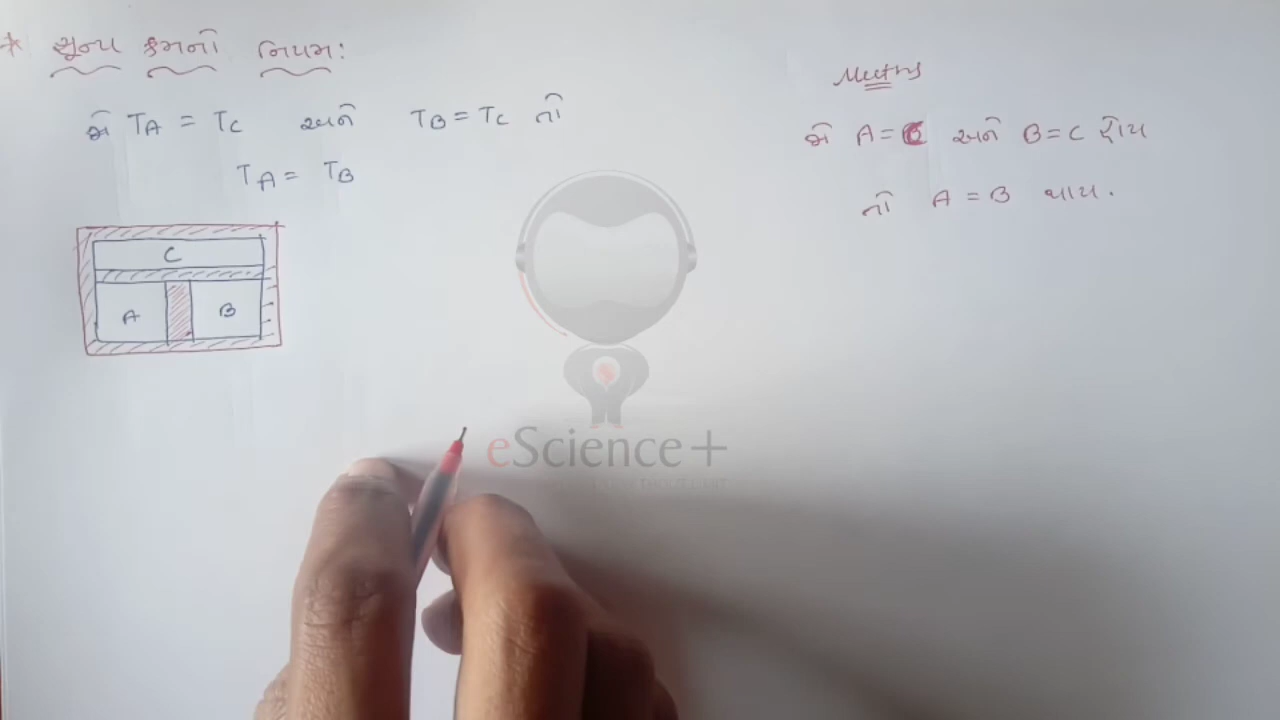 * શુન્ય ક્રમનો નિયમ:
જો TA = TC અને TB = TC તો
TA = TB
C
A B
Maths
જો A = C અને B = C હોય
તો A = B થાય.
eScience+